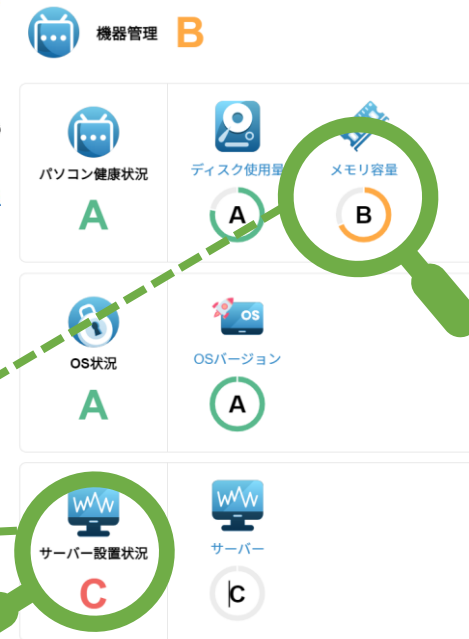 機器管理 B
パソコン健康状況
A
ディスク使用量
A
メモリ容量
B
OS状況
A
OS
OSバージョン
A
サーバー設置状況
C
サーバー
C